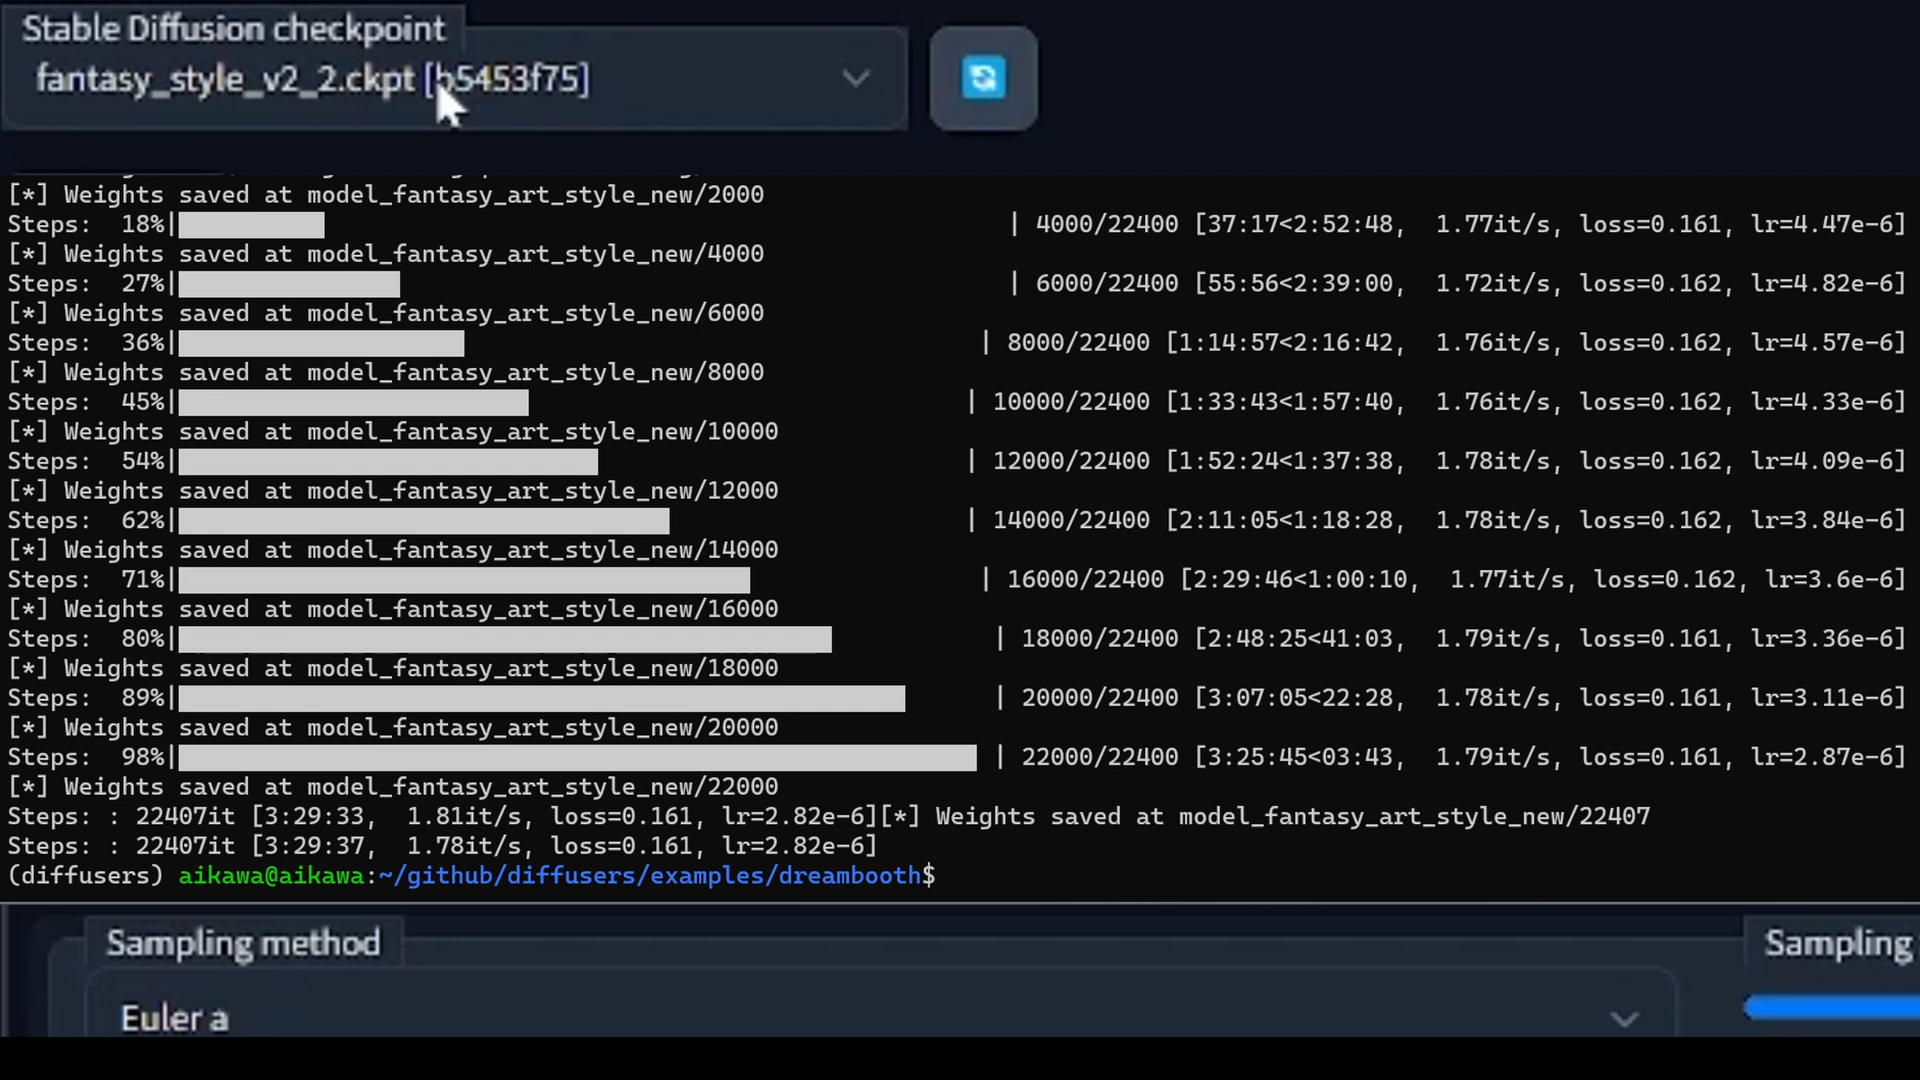 Stable Diffusion checkpoint
fantasy_style_v2_2.ckpt [b5453f75]
[*] Weights saved at model_fantasy_art_style_new/2000
Steps:  18%| | 4000/22400 [37:17<2:52:48,  1.77it/s, loss=0.161, lr=4.47e-6]
[*] Weights saved at model_fantasy_art_style_new/4000
Steps:  27%| | 6000/22400 [55:56<2:39:00,  1.72it/s, loss=0.162, lr=4.82e-6]
[*] Weights saved at model_fantasy_art_style_new/6000
Steps:  36%| | 8000/22400 [1:14:57<2:16:42,  1.76it/s, loss=0.162, lr=4.57e-6]
[*] Weights saved at model_fantasy_art_style_new/8000
Steps:  45%| | 10000/22400 [1:33:43<1:57:40,  1.76it/s, loss=0.162, lr=4.33e-6]
[*] Weights saved at model_fantasy_art_style_new/10000
Steps:  54%| | 12000/22400 [1:52:24<1:37:38,  1.78it/s, loss=0.162, lr=4.09e-6]
[*] Weights saved at model_fantasy_art_style_new/12000
Steps:  62%| | 14000/22400 [2:11:05<1:18:28,  1.78it/s, loss=0.162, lr=3.84e-6]
[*] Weights saved at model_fantasy_art_style_new/14000
Steps:  71%| | 16000/22400 [2:29:46<1:00:10,  1.77it/s, loss=0.162, lr=3.6e-6]
[*] Weights saved at model_fantasy_art_style_new/16000
Steps:  80%| | 18000/22400 [2:48:25<41:03,  1.79it/s, loss=0.161, lr=3.36e-6]
[*] Weights saved at model_fantasy_art_style_new/18000
Steps:  89%| | 20000/22400 [3:07:05<22:28,  1.78it/s, loss=0.161, lr=3.11e-6]
[*] Weights saved at model_fantasy_art_style_new/20000
Steps:  98%| | 22000/22400 [3:25:45<03:43,  1.79it/s, loss=0.161, lr=2.87e-6]
[*] Weights saved at model_fantasy_art_style_new/22000
Steps: : 22407it [3:29:33,  1.81it/s, loss=0.161, lr=2.82e-6][*] Weights saved at model_fantasy_art_style_new/22407
Steps: : 22407it [3:29:37,  1.78it/s, loss=0.161, lr=2.82e-6]
(diffusers) aikawa@aikawa:~/github/diffusers/examples/dreambooth$
Sampling method
Sampling
Euler a